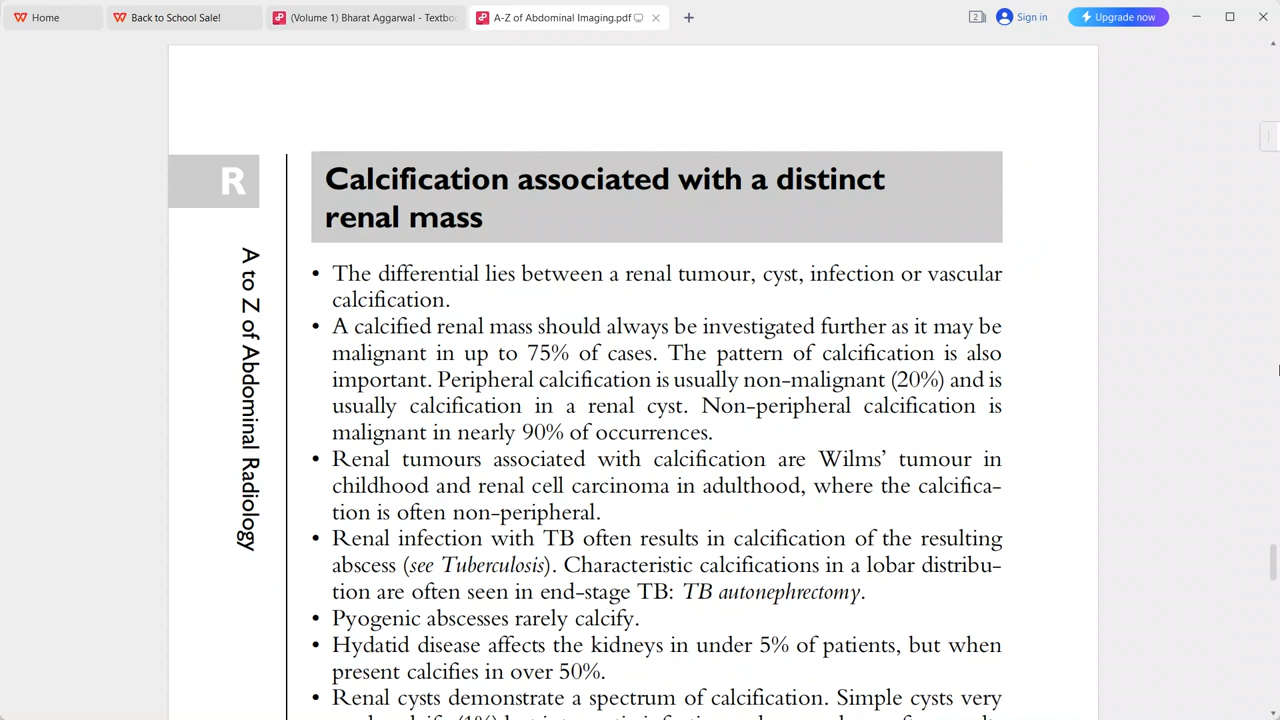 Home
Back to School Sale!
(Volume 1) Bharat Aggarwal - Textbo
A-Z of Abdominal Imaging.pdf
2
Sign in
Upgrade now
R
A to Z of Abdominal Radiology
Calcification associated with a distinct
renal mass
• The differential lies between a renal tumour, cyst, infection or vascular
calcification.
• A calcified renal mass should always be investigated further as it may be
malignant in up to 75% of cases. The pattern of calcification is also
important. Peripheral calcification is usually non-malignant (20%) and is
usually calcification in a renal cyst. Non-peripheral calcification is
malignant in nearly 90% of occurrences.
• Renal tumours associated with calcification are Wilms’ tumour in
childhood and renal cell carcinoma in adulthood, where the calcifica-
tion is often non-peripheral.
• Renal infection with TB often results in calcification of the resulting
abscess (see Tuberculosis). Characteristic calcifications in a lobar distribu-
tion are often seen in end-stage TB: TB autonephrectomy.
• Pyogenic abscesses rarely calcify.
• Hydatid disease affects the kidneys in under 5% of patients, but when
present calcifies in over 50%.
• Renal cysts demonstrate a spectrum of calcification. Simple cysts very